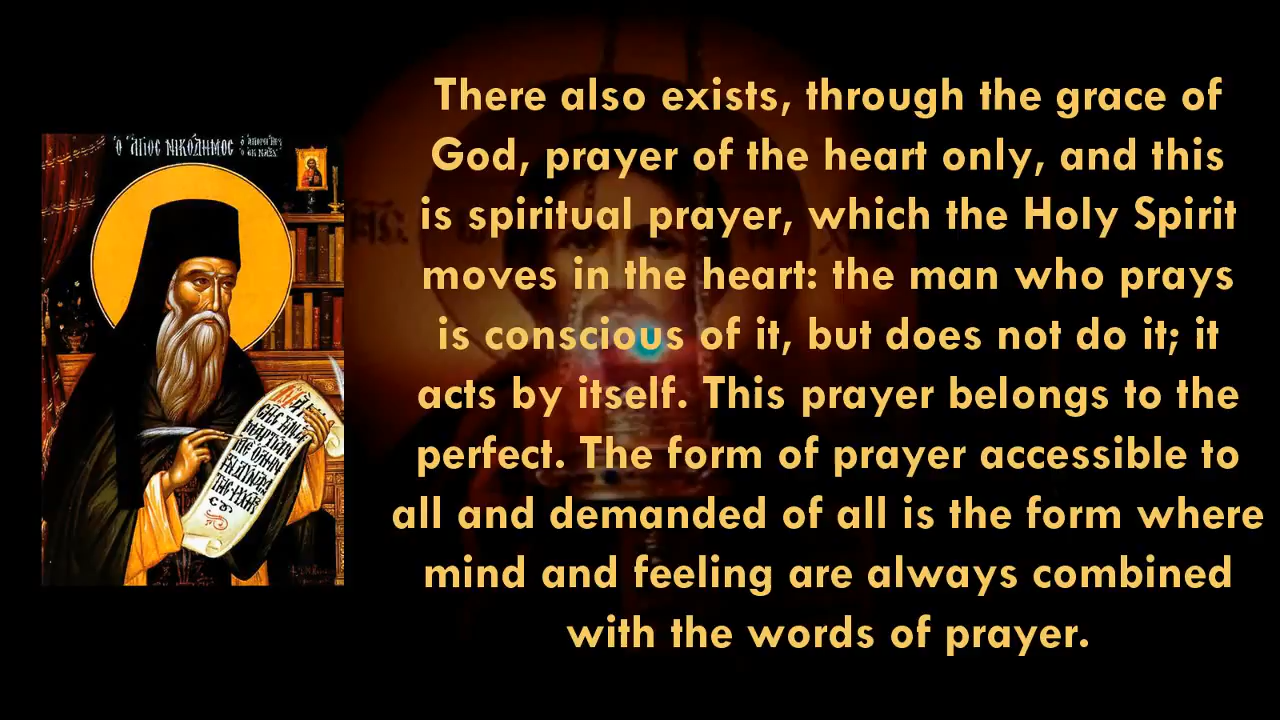 Ὁ ἍΓΙΟC ΝΙΚΌΔΗΜΟC
There also exists, through the grace of
God, prayer of the heart only, and this
is spiritual prayer, which the Holy Spirit
moves in the heart: the man who prays
is conscious of it, but does not do it; it
acts by itself. This prayer belongs to the
perfect. The form of prayer accessible to
all and demanded of all is the form where
mind and feeling are always combined
with the words of prayer.